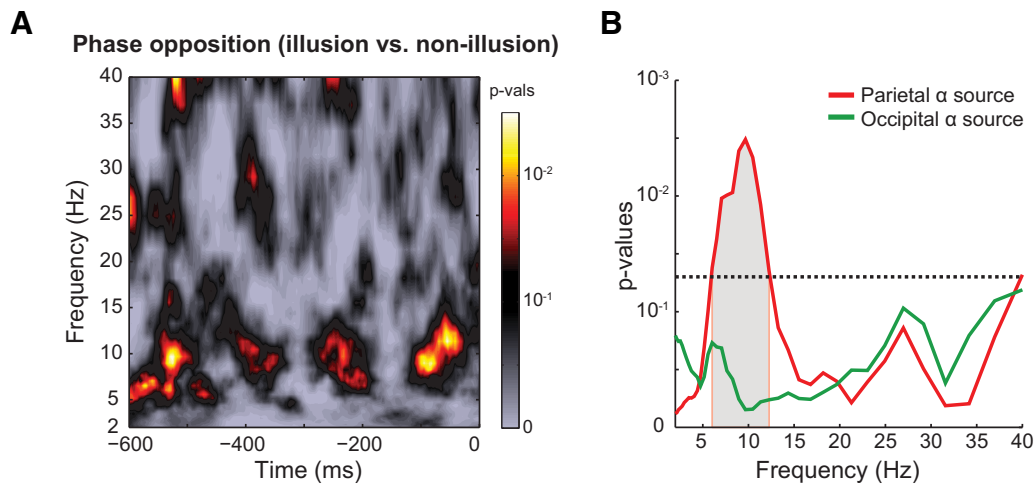 A
Phase opposition (illusion vs. non-illusion)
40
35
30
25
20
15
10
5
2
Frequency (Hz)
−600
−400
−200
0
Time (ms)
p-vals
10-2
10-1
0
B
10-3
10-2
10-1
0
p-values
Parietal α source
Occipital α source
5
10
15
20
25
30
35
40
Frequency (Hz)